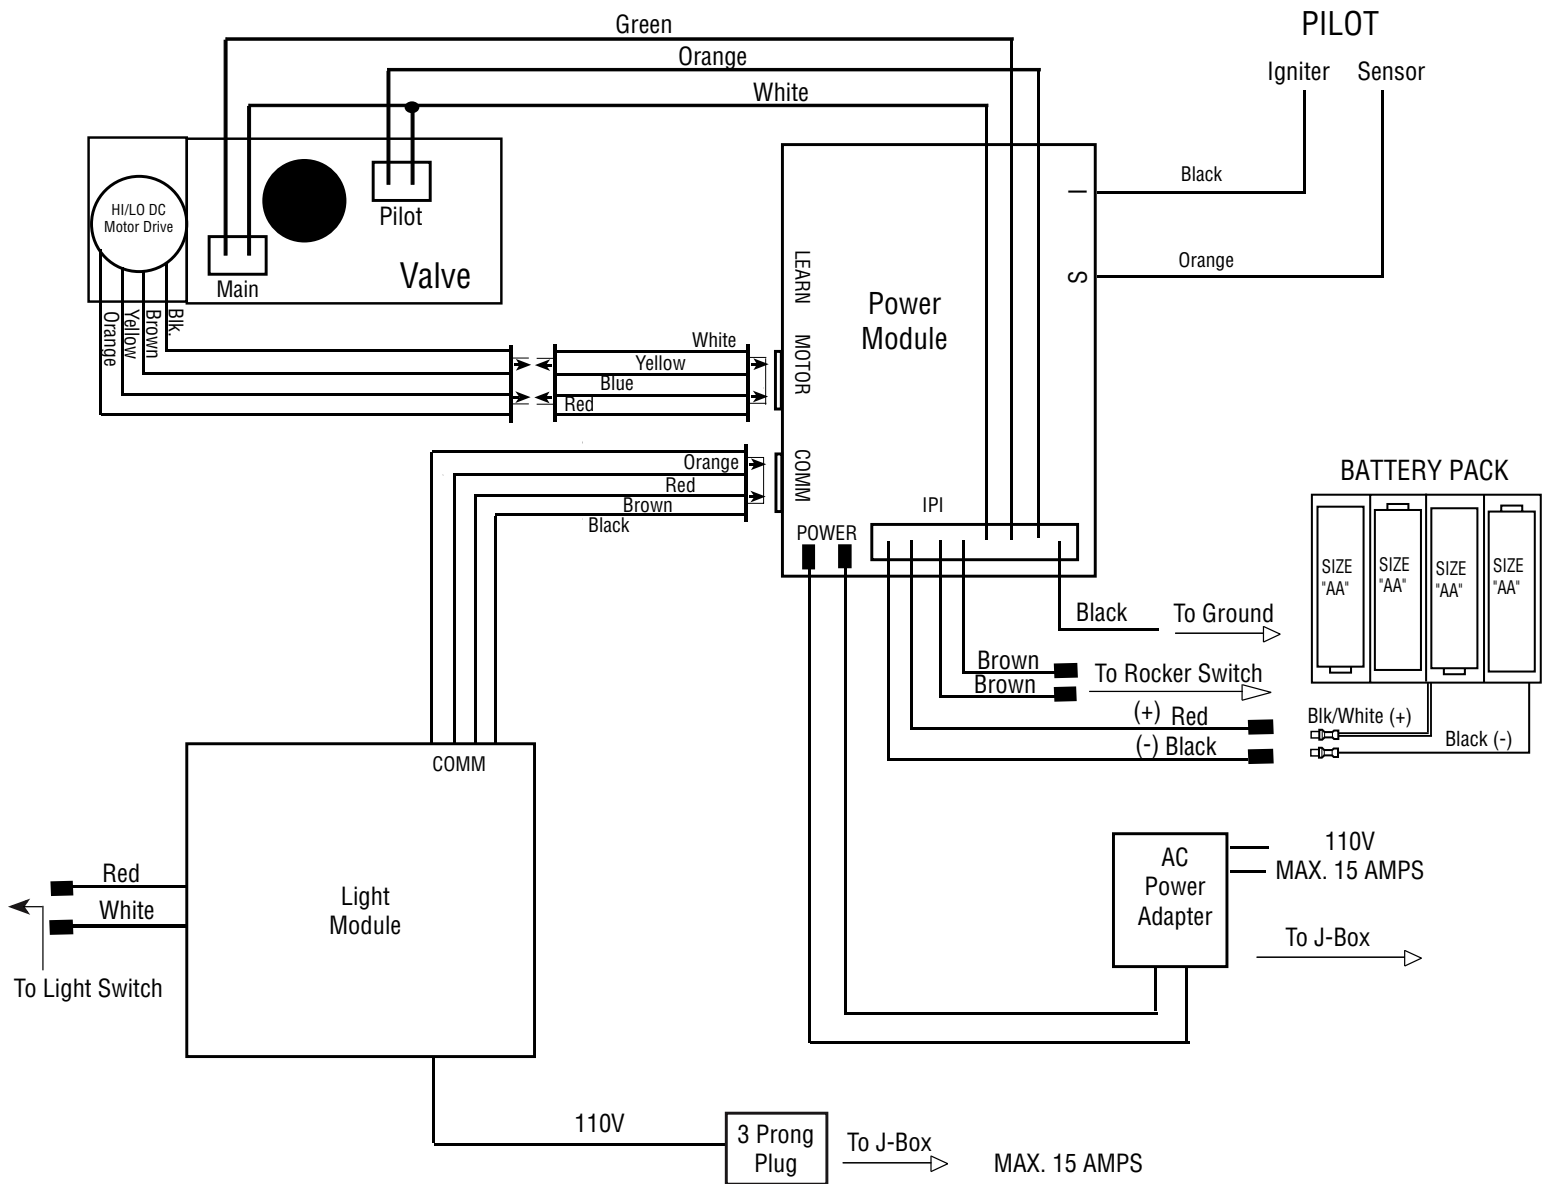 Green
PILOT
Orange
Igniter Sensor
White
Black
I
HI/LO DC
Motor Drive
Pilot
Main
Valve
Orange
S
LEARN
Power
Module
Orange
Yellow
Brown
Blk.
MOTOR
White
Yellow
Blue
Red
COMM
Orange
Red
Brown
Black
IPI
POWER
BATTERY PACK
SIZE
"AA"
SIZE
"AA"
SIZE
"AA"
SIZE
"AA"
Black To Ground
Brown
Brown
To Rocker Switch
(+) Red
(-) Black
Blk/White (+)
Black (-)
COMM
Light
Module
Red
White
To Light Switch
AC
Power
Adapter
110V
MAX. 15 AMPS
To J-Box
110V
3 Prong
Plug
To J-Box
MAX. 15 AMPS